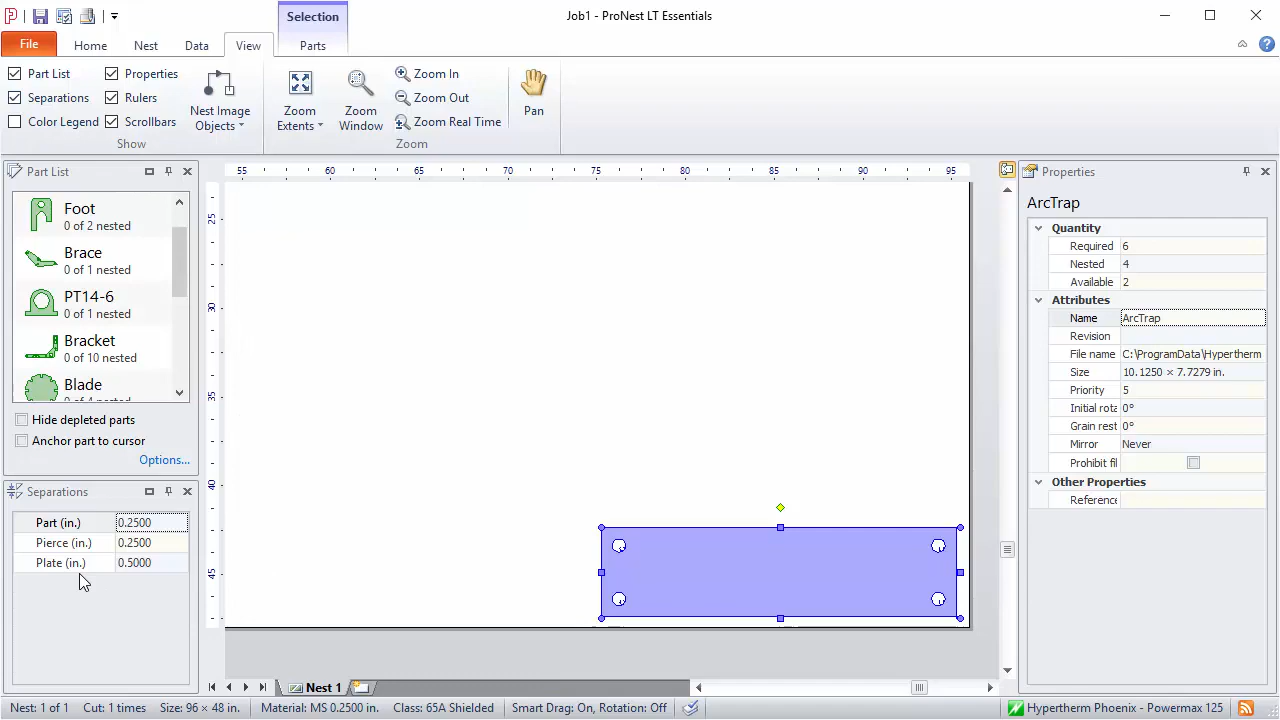 Selection
Job1 - ProNest LT Essentials
File
Home
Nest
Data
View
Parts
Part List
Properties
Separations
Rulers
Color Legend
Scrollbars
Show
Nest Image
Objects
Zoom
Extents
Zoom
Window
Zoom In
Zoom Out
Zoom Real Time
Zoom
Pan
Part List
Foot
0 of 2 nested
Brace
0 of 1 nested
PT14-6
0 of 1 nested
Bracket
0 of 10 nested
Blade
0 of 4 nested
Hide depleted parts
Anchor part to cursor
Options...
Separations
Part (in.) 0.2500
Pierce (in.) 0.2500
Plate (in.) 0.5000
55 60 65 70 75 80 85 90 95
25
30
35
40
45
Nest 1
Properties
ArcTrap
Quantity
Required 6
Nested 4
Available 2
Attributes
Name ArcTrap
Revision
File name C:\ProgramData\Hypertherm
Size 10.1250 × 7.7279 in.
Priority 5
Initial rota 0°
Grain rest 0°
Mirror Never
Prohibit fil
Other Properties
Reference
Nest: 1 of 1 Cut: 1 times Size: 96 × 48 in. Material: MS 0.2500 in. Class: 65A Shielded Smart Drag: On, Rotation: Off Hypertherm Phoenix - Powermax 125